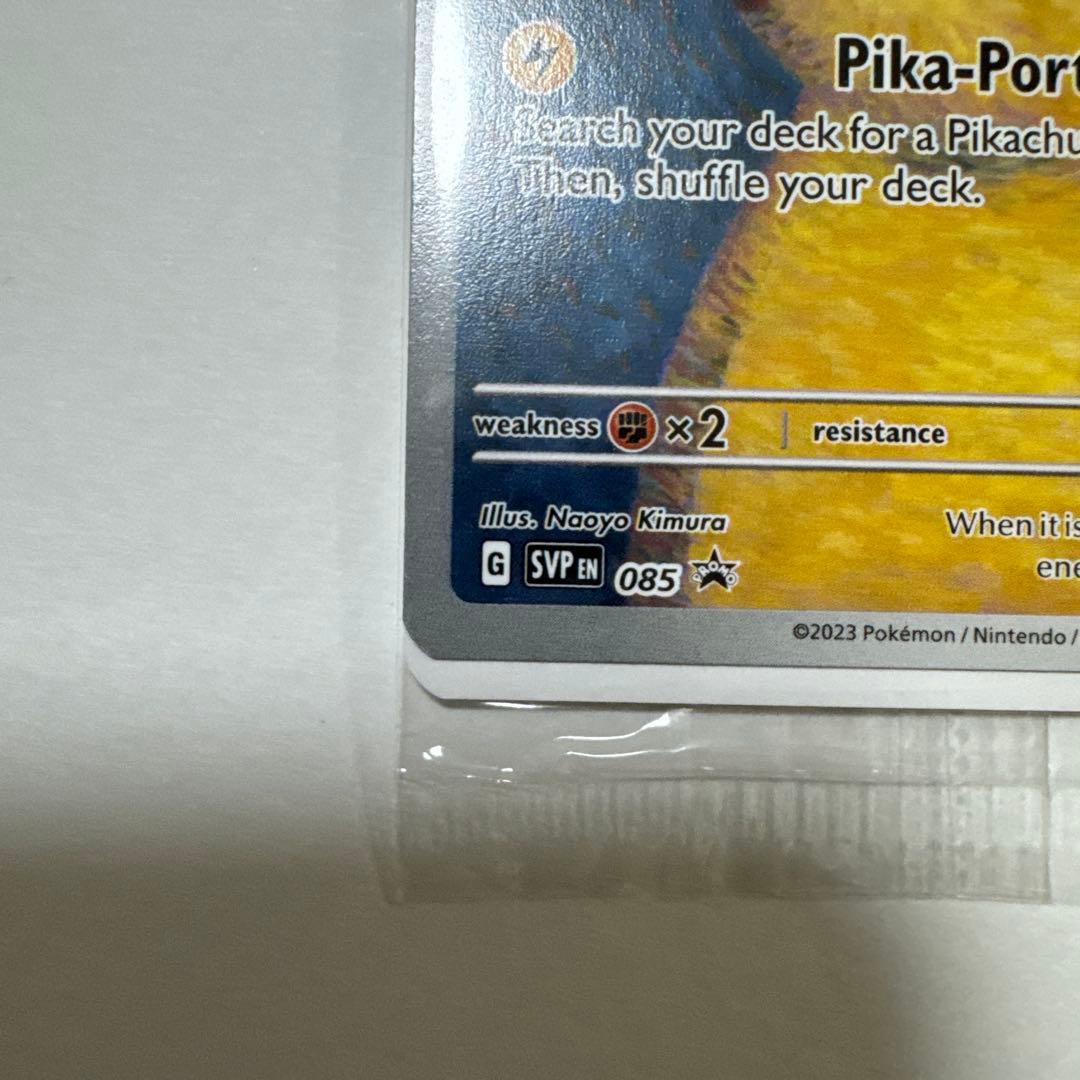 Pika-Port
Search your deck for a Pikachu
Then, shuffle your deck.
weakness ×2 resistance
Illus. Naoyo Kimura
When it is
ene
G SVP EN 085 PROMO
©2023 Pokémon / Nintendo /